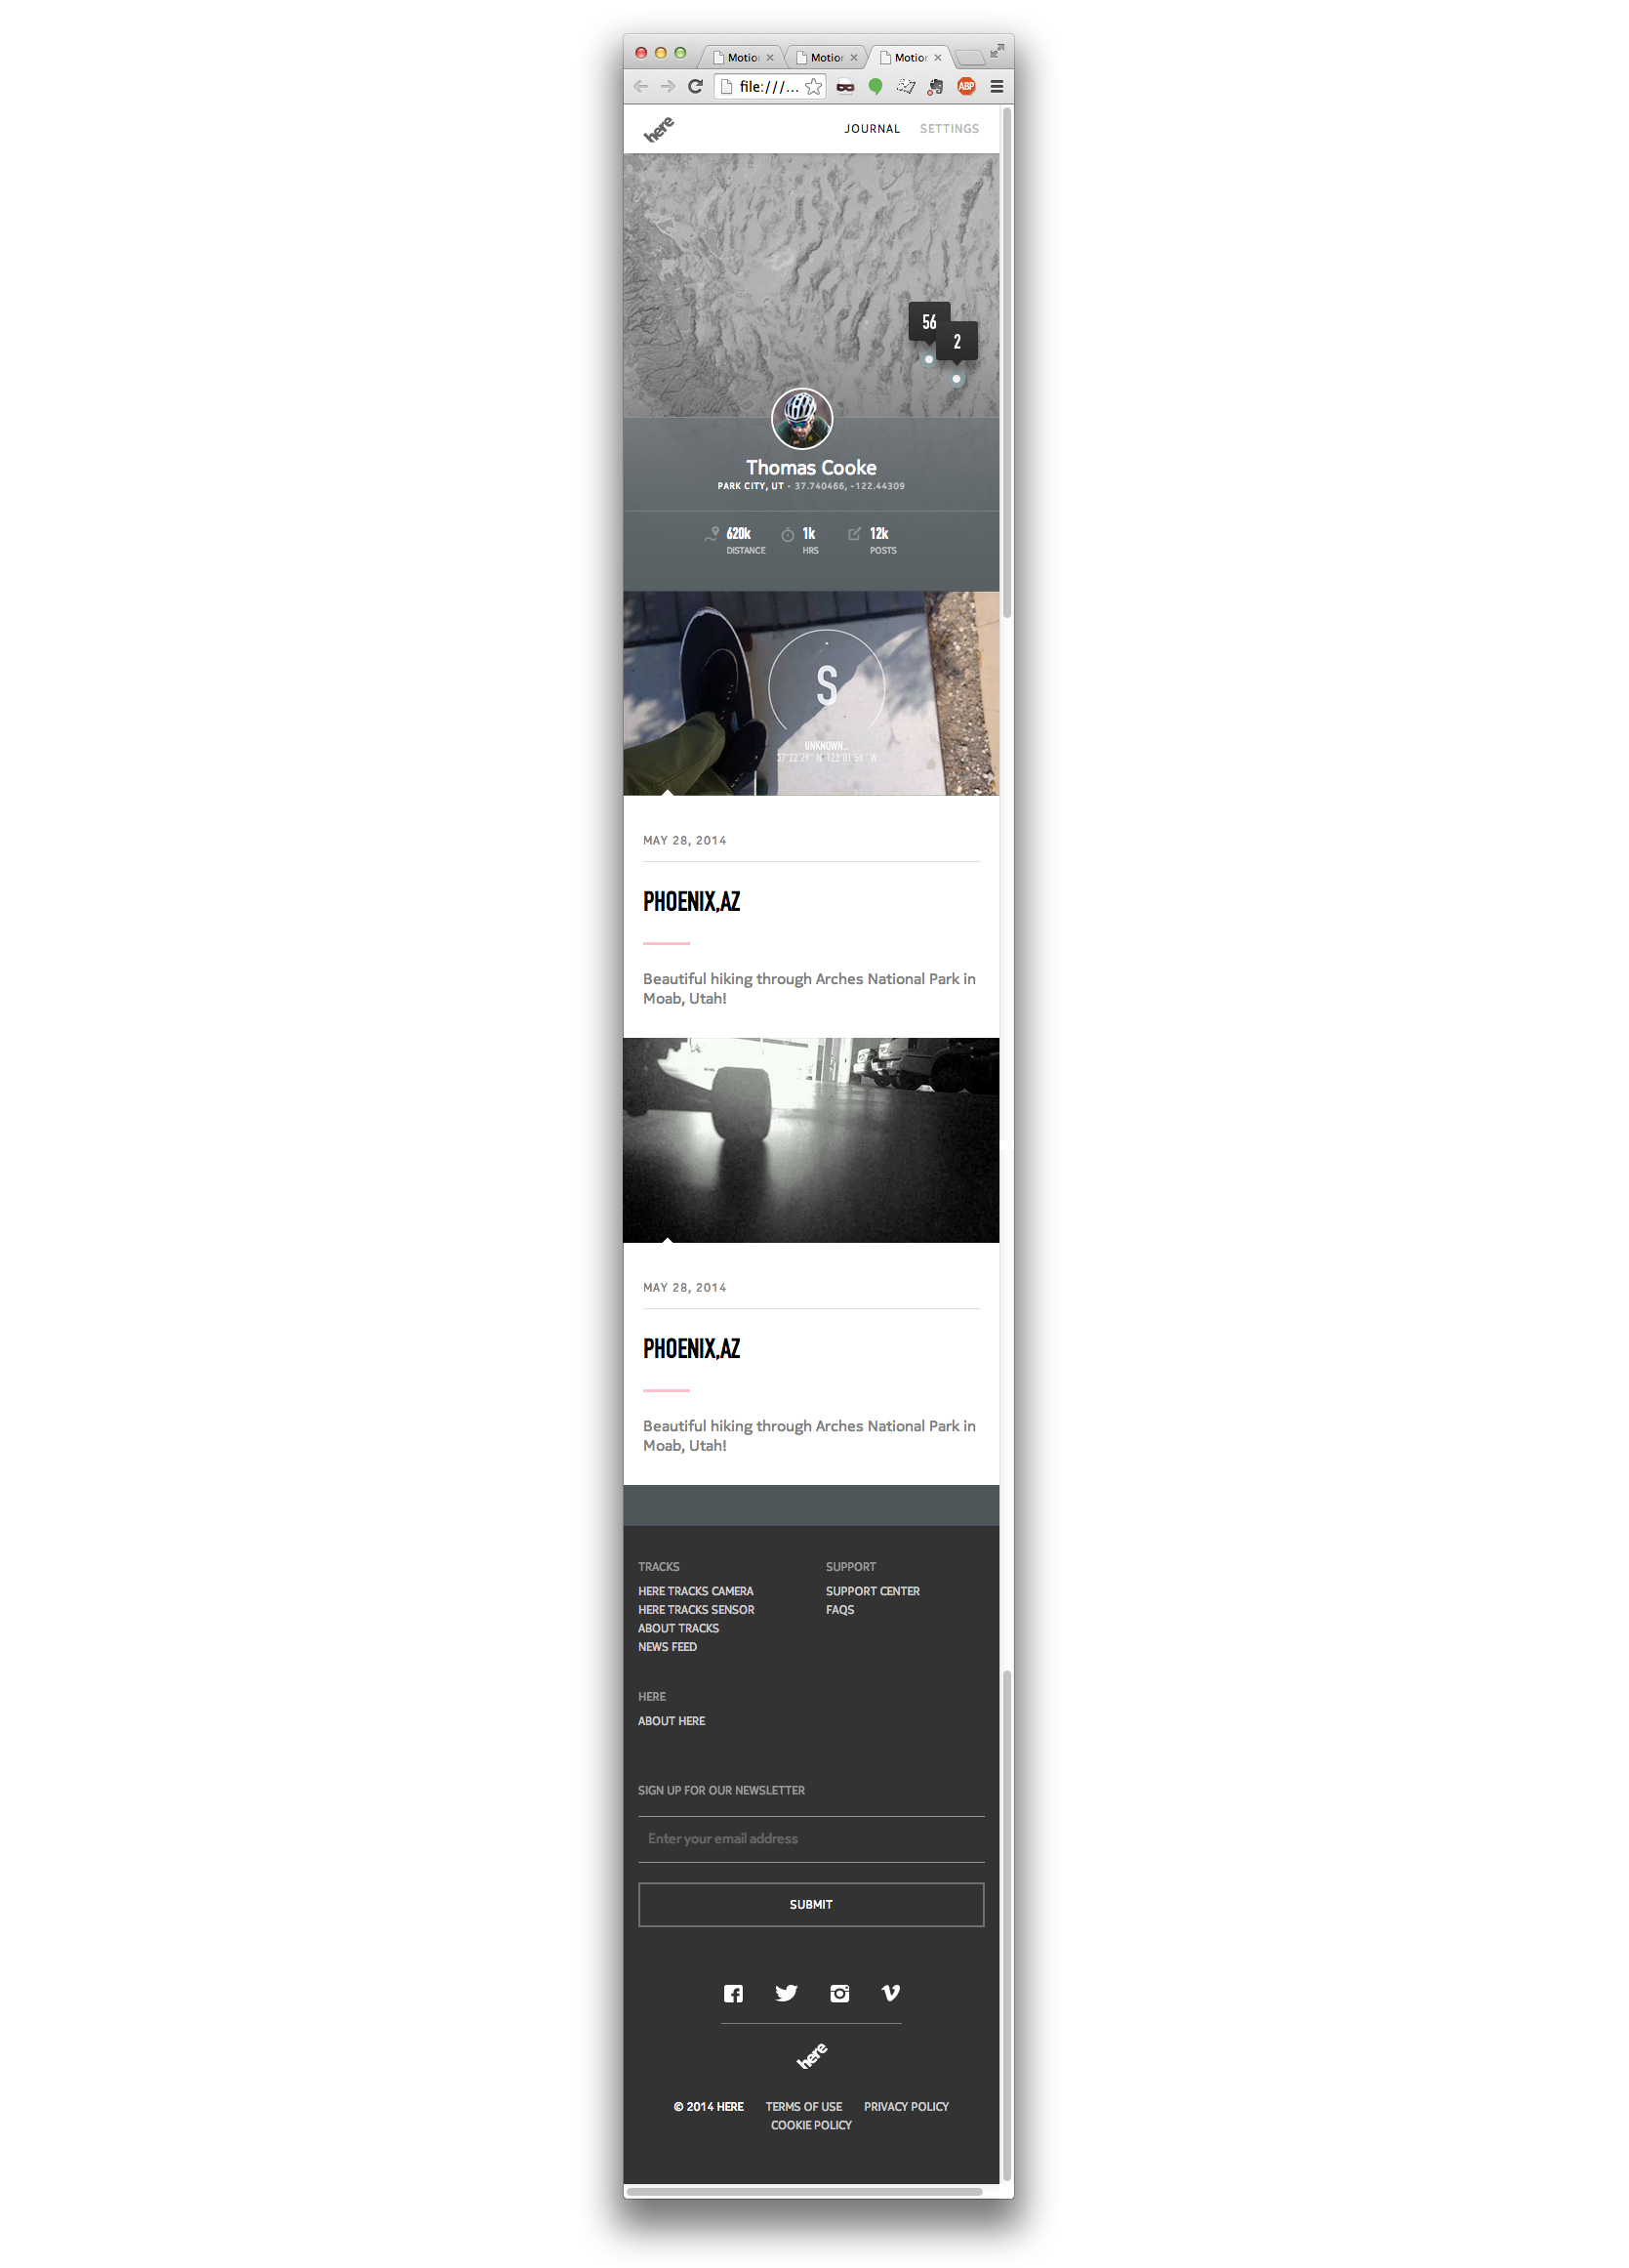 Motion
Motion
Motion
file:///...
ABP
here
JOURNAL SETTINGS
56
2
Thomas Cooke
PARK CITY, UT - 37.740466, -122.44309
620k 1k 12k
DISTANCE HRS POSTS
S
UNKNOWN...
37°22'29" N 122°01'58" W
MAY 28, 2014
PHOENIX,AZ
Beautiful hiking through Arches National Park in
Moab, Utah!
MAY 28, 2014
PHOENIX,AZ
Beautiful hiking through Arches National Park in
Moab, Utah!
TRACKS
HERE TRACKS CAMERA
HERE TRACKS SENSOR
ABOUT TRACKS
NEWS FEED
SUPPORT
SUPPORT CENTER
FAQS
HERE
ABOUT HERE
SIGN UP FOR OUR NEWSLETTER
Enter your email address
SUBMIT
here
© 2014 HERE TERMS OF USE PRIVACY POLICY
COOKIE POLICY